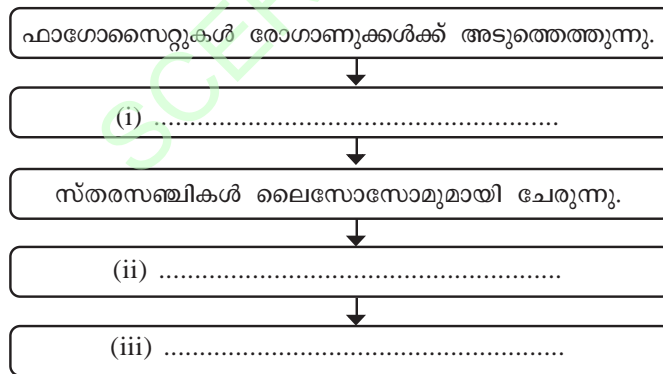 ഫാഗോസൈറ്റുകൾ രോഗാണുക്കൾക്ക് അടുത്തെത്തുന്നു.
(i) ..........................................................
സ്തരസഞ്ചികൾ ലൈസോസോമുമായി ചേരുന്നു.
(ii) ..........................................................
(iii) ..........................................................